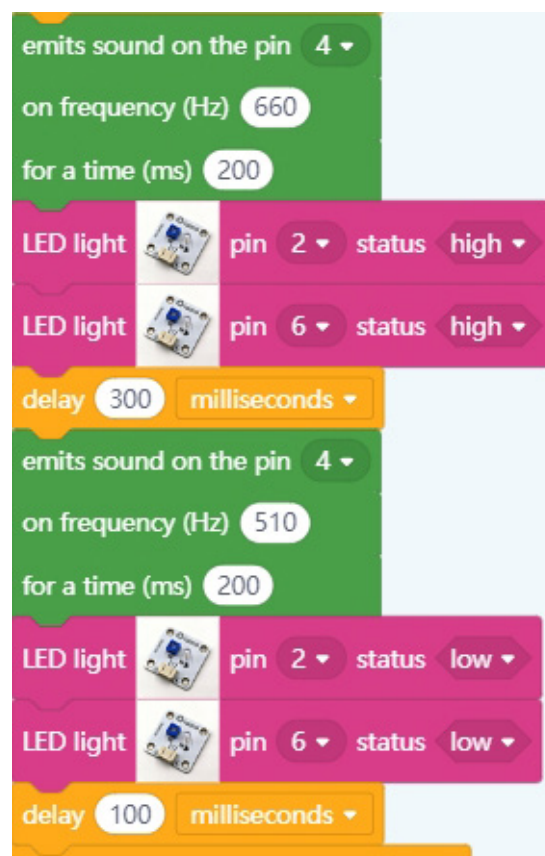 emits sound on the pin 4
on frequency (Hz) 660
for a time (ms) 200
LED light pin 2 status high
LED light pin 6 status high
delay 300 milliseconds
emits sound on the pin 4
on frequency (Hz) 510
for a time (ms) 200
LED light pin 2 status low
LED light pin 6 status low
delay 100 milliseconds